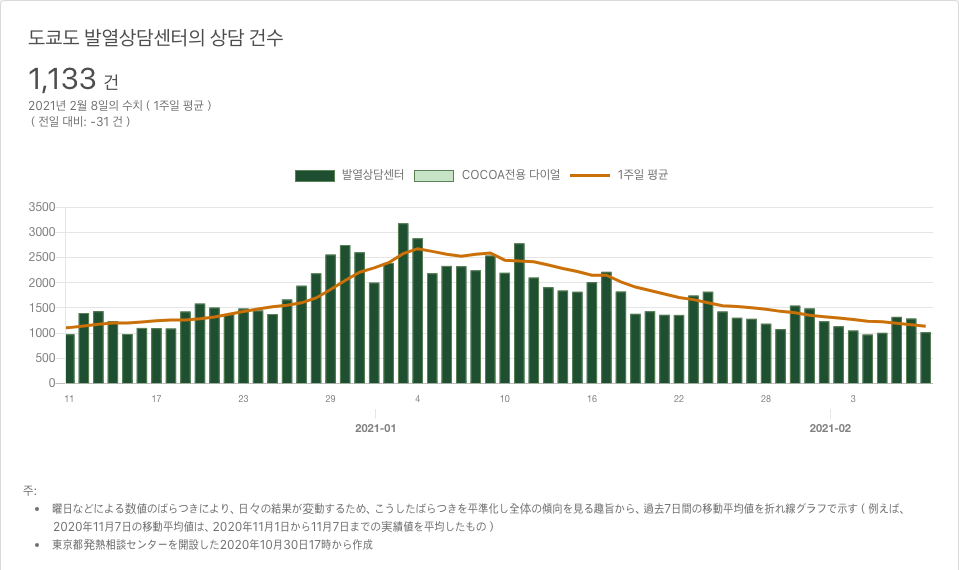 도쿄도 발열상담센터의 상담 건수
1,133 건
2021년 2월 8일의 수치 ( 1주일 평균 )
( 전일 대비: -31 건 )
발열상담센터 COCOA전용 다이얼 1주일 평균
3500
3000
2500
2000
1500
1000
500
0
11 17 23 29 4 10 16 22 28 3
2021-01 2021-02
주:
• 曜日などによる数値のばらつきにより、日々の結果が変動するため、こうしたばらつきを平準化し全体の傾向を見る趣旨から、過去7日間の移動平均値を折れ線グラフで示す ( 例えば、
2020年11月7日の移動平均値は、2020年11月1日から11月7日までの実績値を平均したもの )
• 東京都発熱相談センターを開設した2020年10月30日17時から作成